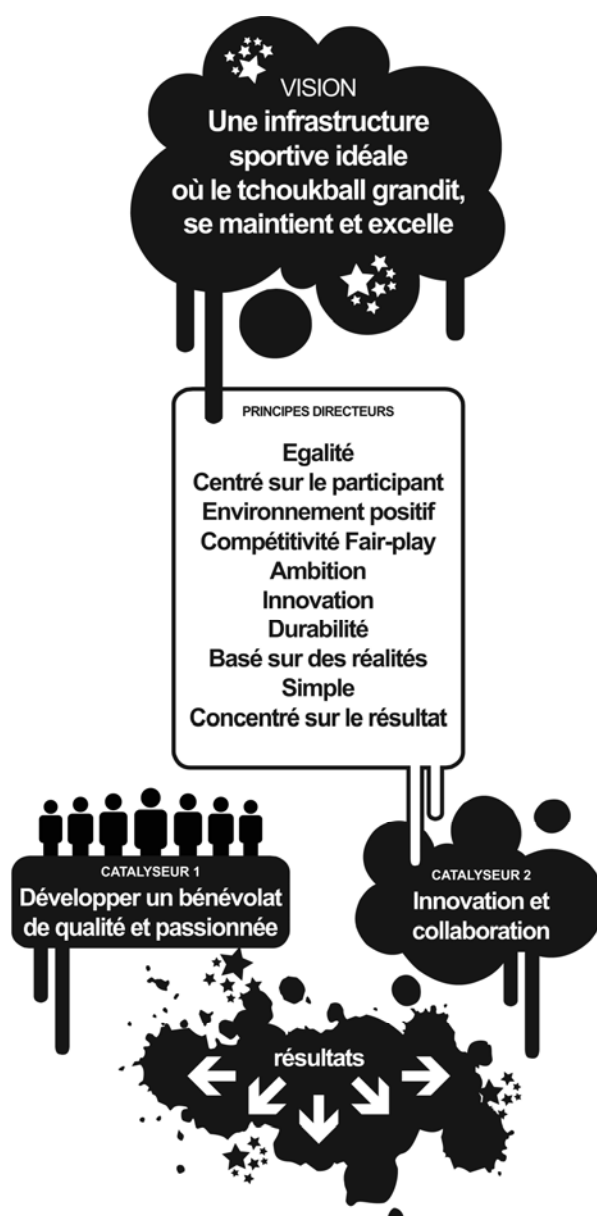 VISION
Une infrastructure
sportive idéale
où le tchoukball grandit,
se maintient et excelle
PRINCIPES DIRECTEURS
Egalité
Centré sur le participant
Environnement positif
Compétitivité Fair-play
Ambition
Innovation
Durabilité
Basé sur des réalités
Simple
Concentré sur le résultat
CATALYSEUR 1
Développer un bénévolat
de qualité et passionnée
CATALYSEUR 2
Innovation et
collaboration
résultats